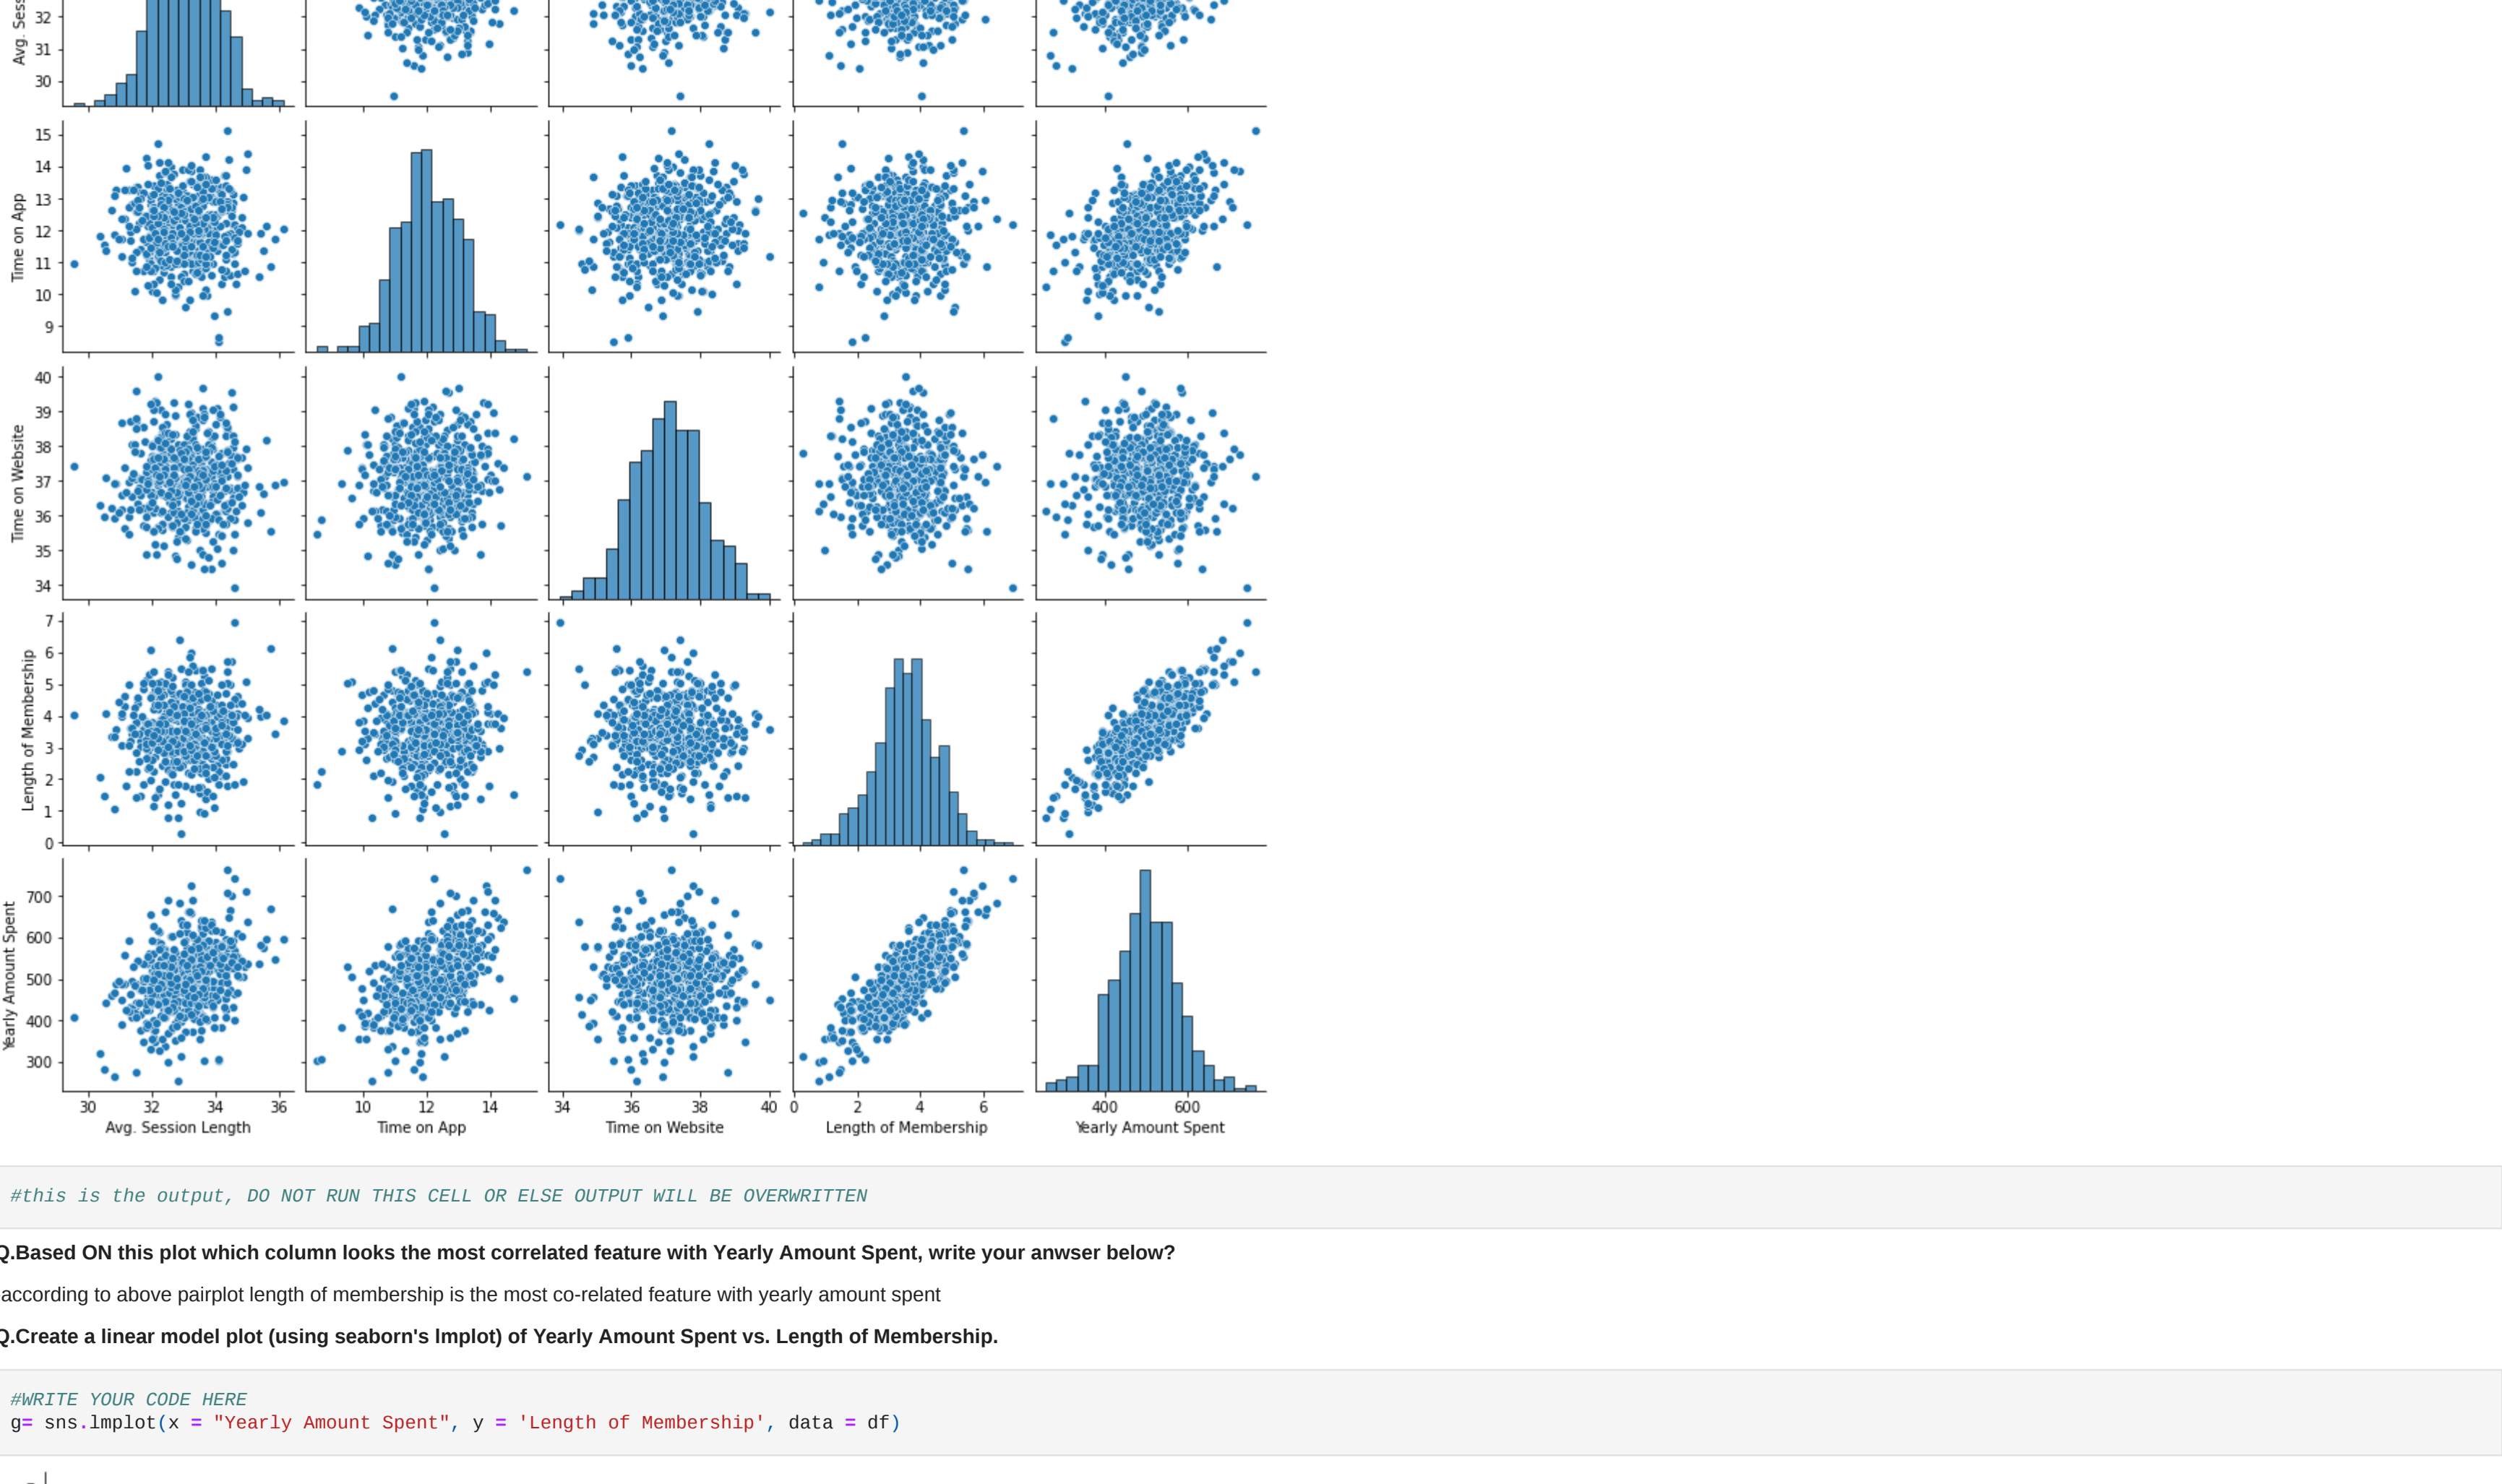 Avg. Sess
32
31
30
Time on App
15
14
13
12
11
10
9
Time on Website
40
39
38
37
36
35
34
Length of Membership
7
6
5
4
3
2
1
0
Yearly Amount Spent
700
600
500
400
300
30 32 34 36 10 12 14 34 36 38 40 0 2 4 6 400 600
Avg. Session Length Time on App Time on Website Length of Membership Yearly Amount Spent
#this is the output, DO NOT RUN THIS CELL OR ELSE OUTPUT WILL BE OVERWRITTEN
Q.Based ON this plot which column looks the most correlated feature with Yearly Amount Spent, write your anwser below?
according to above pairplot length of membership is the most co-related feature with yearly amount spent
Q.Create a linear model plot (using seaborn's lmplot) of Yearly Amount Spent vs. Length of Membership.
#WRITE YOUR CODE HERE
g= sns.lmplot(x = "Yearly Amount Spent", y = 'Length of Membership', data = df)